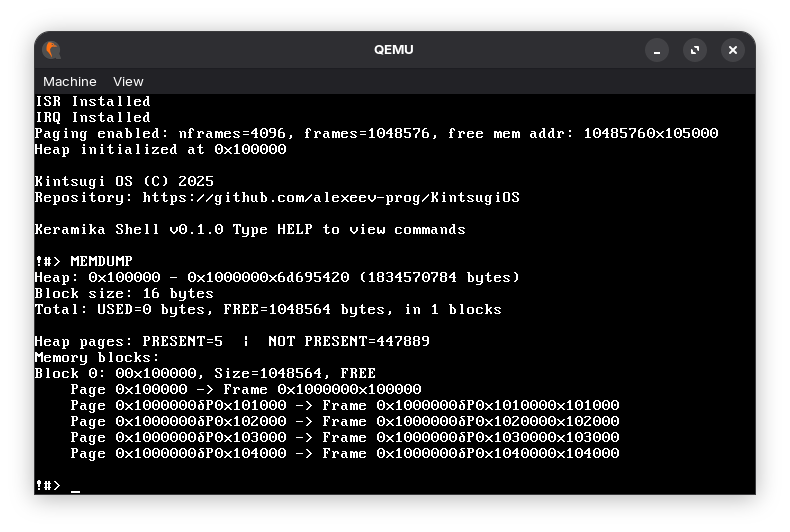 QEMU
Machine View
ISR Installed
IRQ Installed
Paging enabled: nframes=4096, frames=1048576, free mem addr: 10485760x105000
Heap initialized at 0x100000
Kintsugi OS (C) 2025
Repository: https://github.com/alexeev-prog/KintsugiOS
Keramika Shell v0.1.0 Type HELP to view commands
!#> MEMDUMP
Heap: 0x100000 - 0x1000000x6d695420 (1834570784 bytes)
Block size: 16 bytes
Total: USED=0 bytes, FREE=1048564 bytes, in 1 blocks
Heap pages: PRESENT=5 ¦ NOT PRESENT=447889
Memory blocks:
Block 0: 00x100000, Size=1048564, FREE
Page 0x100000 -> Frame 0x1000000x100000
Page 0x1000000δP0x101000 -> Frame 0x1000000δP0x1010000x101000
Page 0x1000000δP0x102000 -> Frame 0x1000000δP0x1020000x102000
Page 0x1000000δP0x103000 -> Frame 0x1000000δP0x1030000x103000
Page 0x1000000δP0x104000 -> Frame 0x1000000δP0x1040000x104000
!#> _